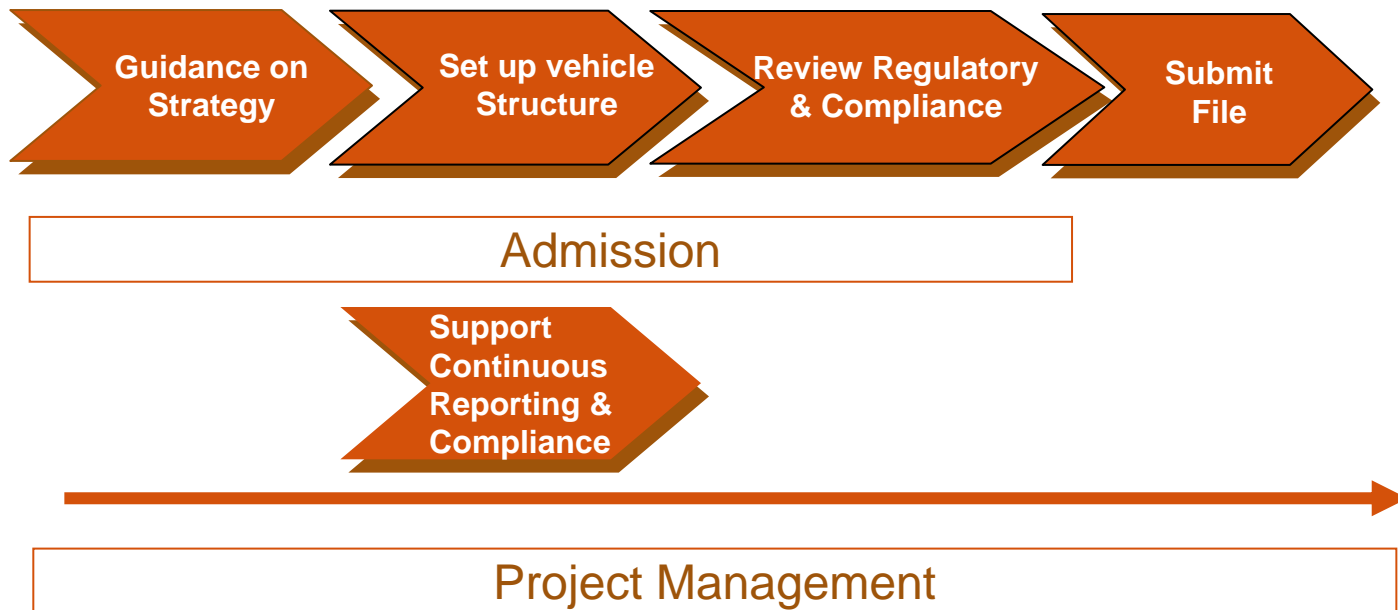 Guidance on
Strategy
Set up vehicle
Structure
Review Regulatory
& Compliance
Submit
File
Admission
Support
Continuous
Reporting &
Compliance
Project Management